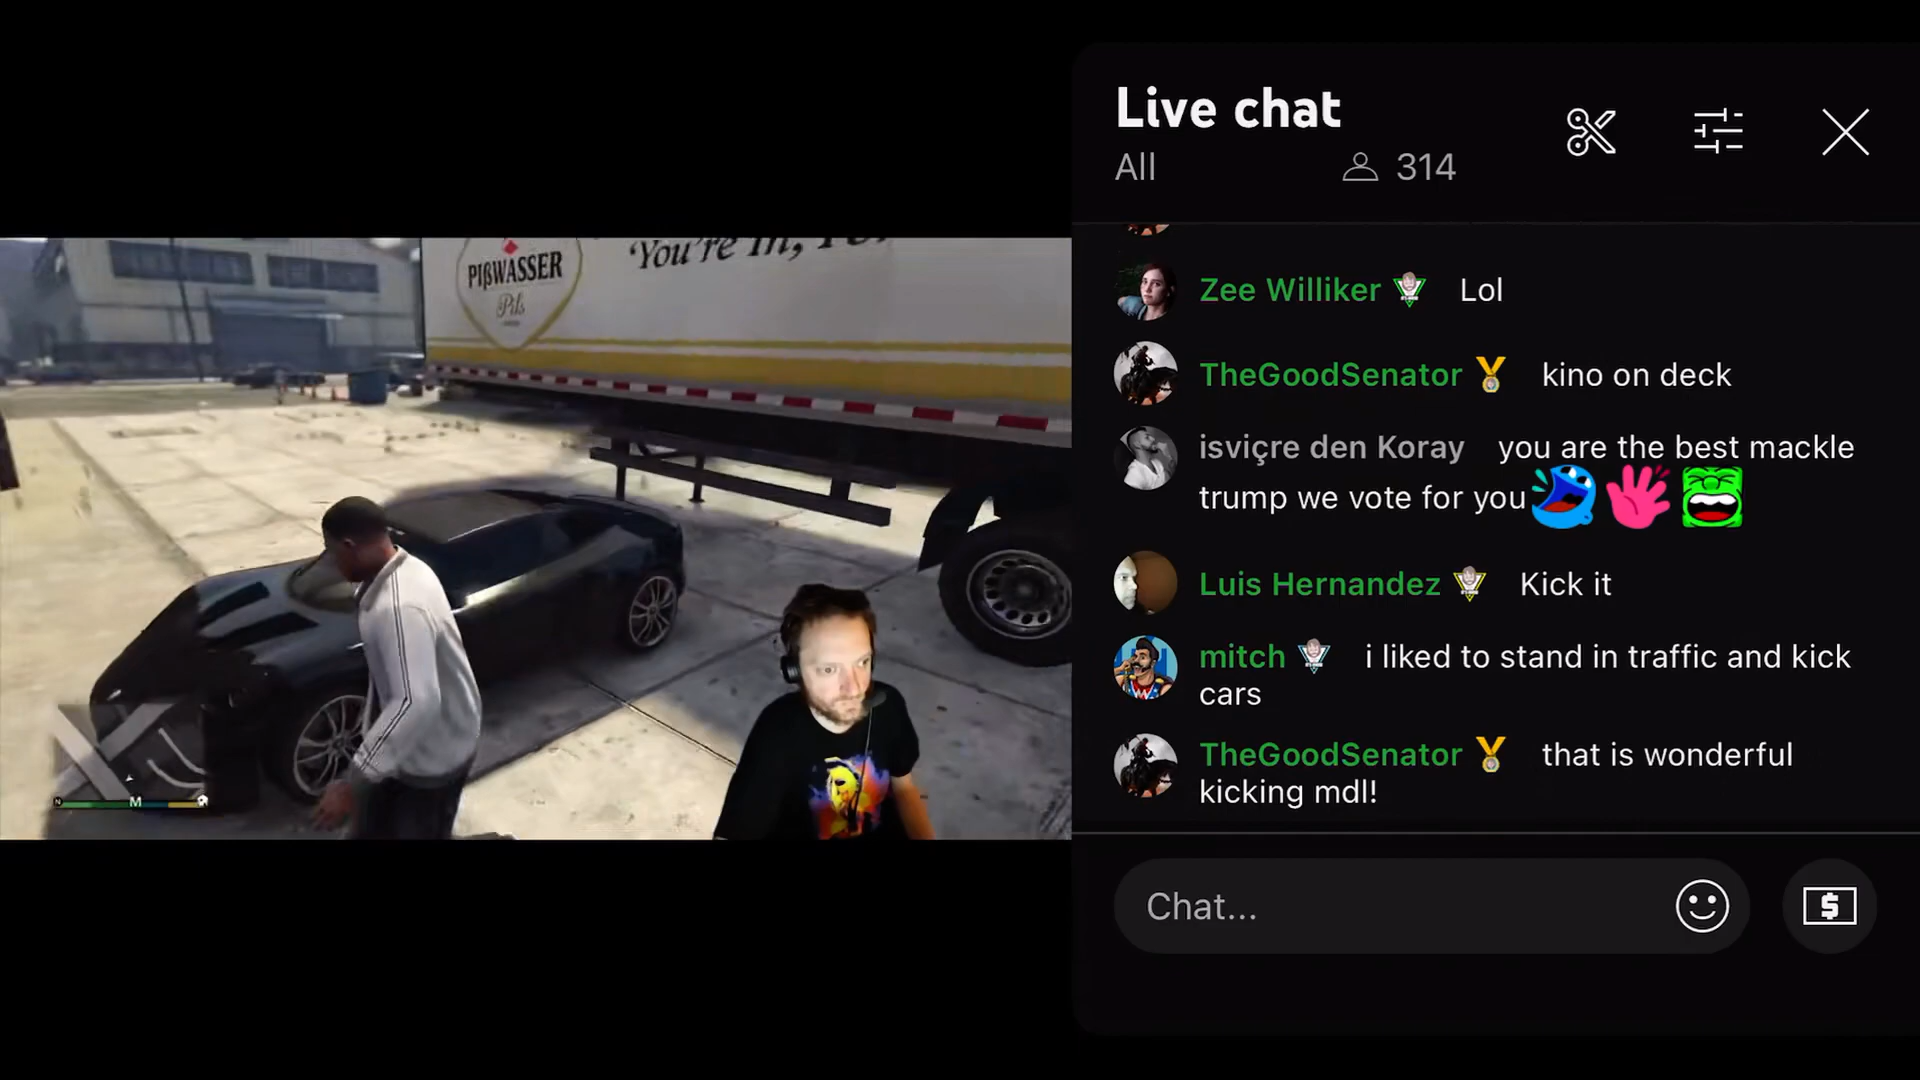 PIßWASSER
Pils
'You're In,
N
M
Live chat
All
314
Zee Williker Lol
TheGoodSenator kino on deck
isviçre den Koray you are the best mackle
trump we vote for you
Luis Hernandez Kick it
mitch i liked to stand in traffic and kick
cars
TheGoodSenator that is wonderful
kicking mdl!
Chat...
$